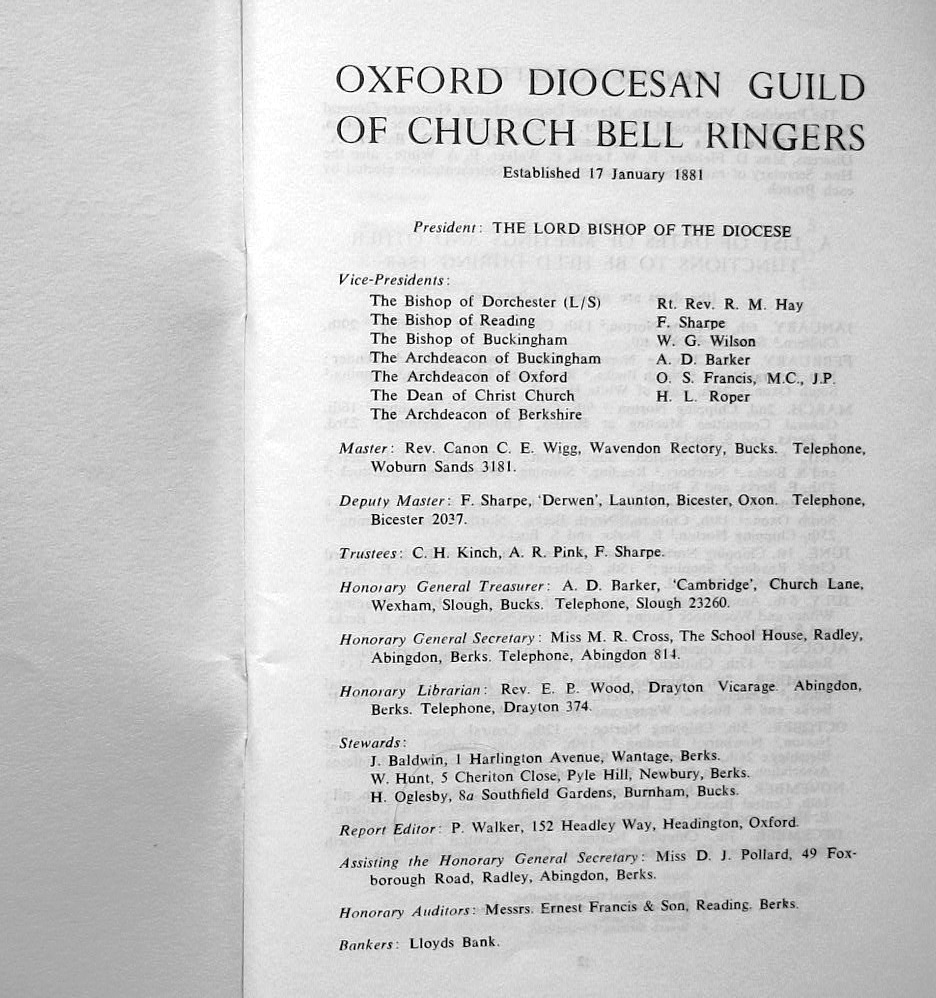 OXFORD DIOCESAN GUILD
OF CHURCH BELL RINGERS
Established 17 January 1881
President: THE LORD BISHOP OF THE DIOCESE
Vice-Presidents:
The Bishop of Dorchester (L/S) Rt. Rev. R. M. Hay
The Bishop of Reading F. Sharpe
The Bishop of Buckingham W. G. Wilson
The Archdeacon of Buckingham A. D. Barker
The Archdeacon of Oxford O. S. Francis, M.C., J.P.
The Dean of Christ Church H. L. Roper
The Archdeacon of Berkshire
Master: Rev. Canon C. E. Wigg, Wavendon Rectory, Bucks. Telephone,
Woburn Sands 3181.
Deputy Master: F. Sharpe, 'Derwen', Launton, Bicester, Oxon. Telephone,
Bicester 2037.
Trustees: C. H. Kinch, A. R. Pink, F. Sharpe.
Honorary General Treasurer: A. D. Barker, 'Cambridge', Church Lane,
Wexham, Slough, Bucks. Telephone, Slough 23260.
Honorary General Secretary: Miss M. R. Cross, The School House, Radley,
Abingdon, Berks. Telephone, Abingdon 814.
Honorary Librarian: Rev. E. P. Wood, Drayton Vicarage. Abingdon,
Berks. Telephone, Drayton 374.
Stewards:
J. Baldwin, 1 Harlington Avenue, Wantage, Berks.
W. Hunt, 5 Cheriton Close, Pyle Hill, Newbury, Berks.
H. Oglesby, 8a Southfield Gardens, Burnham, Bucks.
Report Editor: P. Walker, 152 Headley Way, Headington, Oxford.
Assisting the Honorary General Secretary: Miss D. J. Pollard, 49 Fox-
borough Road, Radley, Abingdon, Berks.
Honorary Auditors: Messrs. Ernest Francis & Son, Reading. Berks.
Bankers: Lloyds Bank.